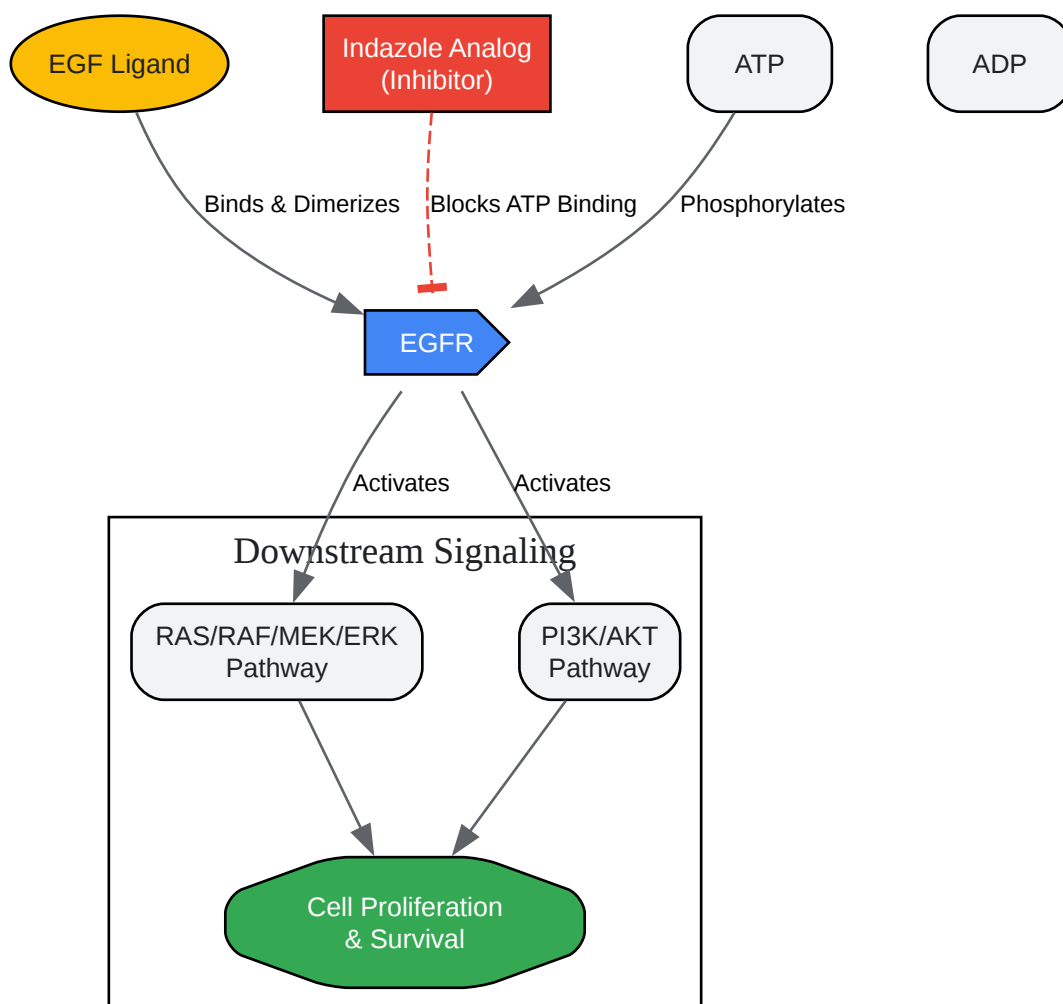 EGF Ligand
Indazole Analog
(Inhibitor)
ATP
ADP
Binds & Dimerizes
Blocks ATP Binding
Phosphorylates
EGFR
Activates
Activates
Downstream Signaling
RAS/RAF/MEK/ERK
Pathway
PI3K/AKT
Pathway
Cell Proliferation
& Survival